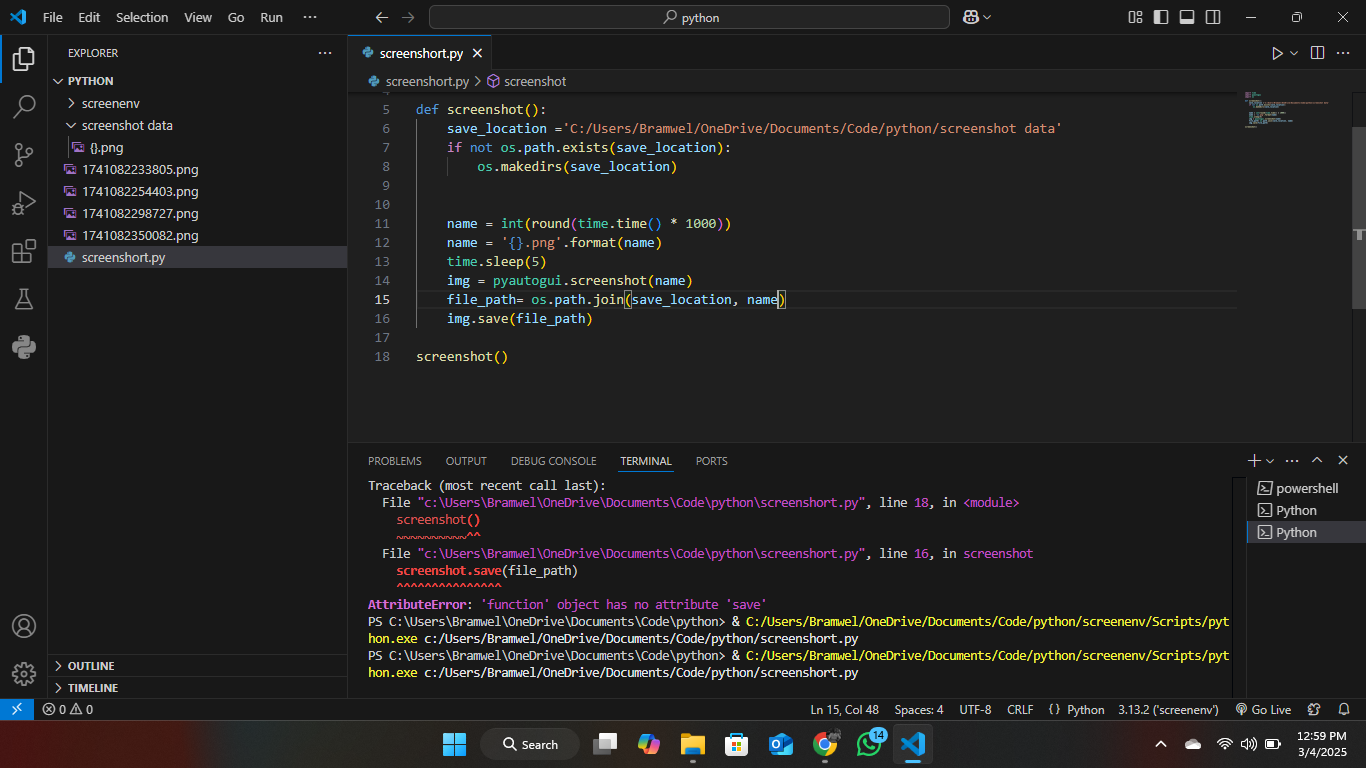 File Edit Selection View Go Run ··· python
EXPLORER ···
PYTHON
screenenv
screenshot data
{}.png
1741082233805.png
1741082254403.png
1741082298727.png
1741082350082.png
screenshort.py
OUTLINE
TIMELINE
screenshort.py
screenshort.py > screenshot
5 def screenshot():
6 save_location ='C:/Users/Bramwel/OneDrive/Documents/Code/python/screenshot data'
7 if not os.path.exists(save_location):
8 os.makedirs(save_location)
9
10
11 name = int(round(time.time() * 1000))
12 name = '{}.png'.format(name)
13 time.sleep(5)
14 img = pyautogui.screenshot(name)
15 file_path= os.path.join(save_location, name)
16 img.save(file_path)
17
18 screenshot()
PROBLEMS OUTPUT DEBUG CONSOLE TERMINAL PORTS
Traceback (most recent call last):
File "c:\Users\Bramwel\OneDrive\Documents\Code\python\screenshort.py", line 18, in <module>
screenshot()
~~~~~~~~~~^^
File "c:\Users\Bramwel\OneDrive\Documents\Code\python\screenshort.py", line 16, in screenshot
screenshot.save(file_path)
^^^^^^^^^^^^^^^
AttributeError: 'function' object has no attribute 'save'
PS C:\Users\Bramwel\OneDrive\Documents\Code\python> & C:/Users/Bramwel/OneDrive/Documents/Code/python/screenenv/Scripts/pyt
hon.exe c:/Users/Bramwel/OneDrive/Documents/Code/python/screenshort.py
PS C:\Users\Bramwel\OneDrive\Documents\Code\python> & C:/Users/Bramwel/OneDrive/Documents/Code/python/screenenv/Scripts/pyt
hon.exe c:/Users/Bramwel/OneDrive/Documents/Code/python/screenshort.py
powershell
Python
Python
0 0 Ln 15, Col 48 Spaces: 4 UTF-8 CRLF {} Python 3.13.2 ('screenenv') Go Live
Search
14
12:59 PM
3/4/2025